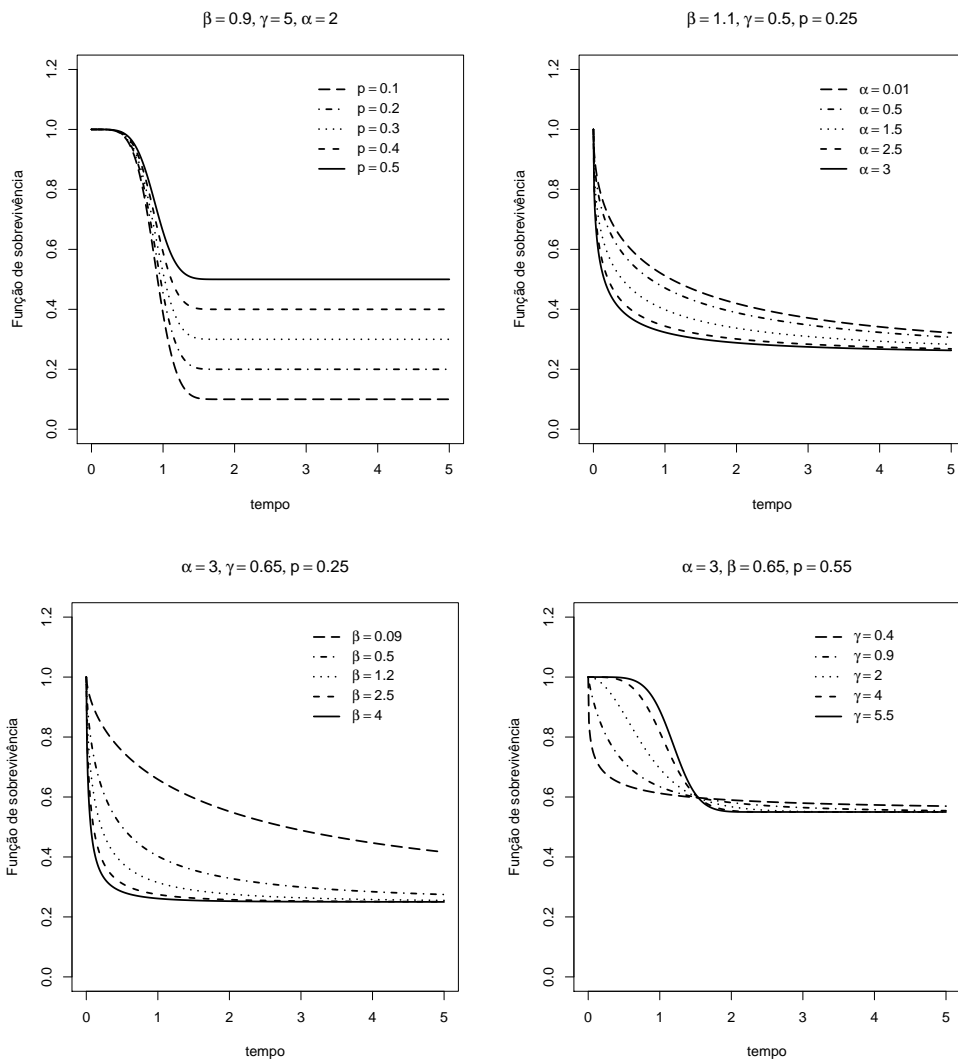 β = 0.9, γ = 5, α = 2
Função de sobrevivência
1.2
1.0
0.8
0.6
0.4
0.2
0.0
p = 0.1
p = 0.2
p = 0.3
p = 0.4
p = 0.5
0 1 2 3 4 5
tempo
β = 1.1, γ = 0.5, p = 0.25
Função de sobrevivência
1.2
1.0
0.8
0.6
0.4
0.2
0.0
α = 0.01
α = 0.5
α = 1.5
α = 2.5
α = 3
0 1 2 3 4 5
tempo
α = 3, γ = 0.65, p = 0.25
Função de sobrevivência
1.2
1.0
0.8
0.6
0.4
0.2
0.0
β = 0.09
β = 0.5
β = 1.2
β = 2.5
β = 4
0 1 2 3 4 5
tempo
α = 3, β = 0.65, p = 0.55
Função de sobrevivência
1.2
1.0
0.8
0.6
0.4
0.2
0.0
γ = 0.4
γ = 0.9
γ = 2
γ = 4
γ = 5.5
0 1 2 3 4 5
tempo